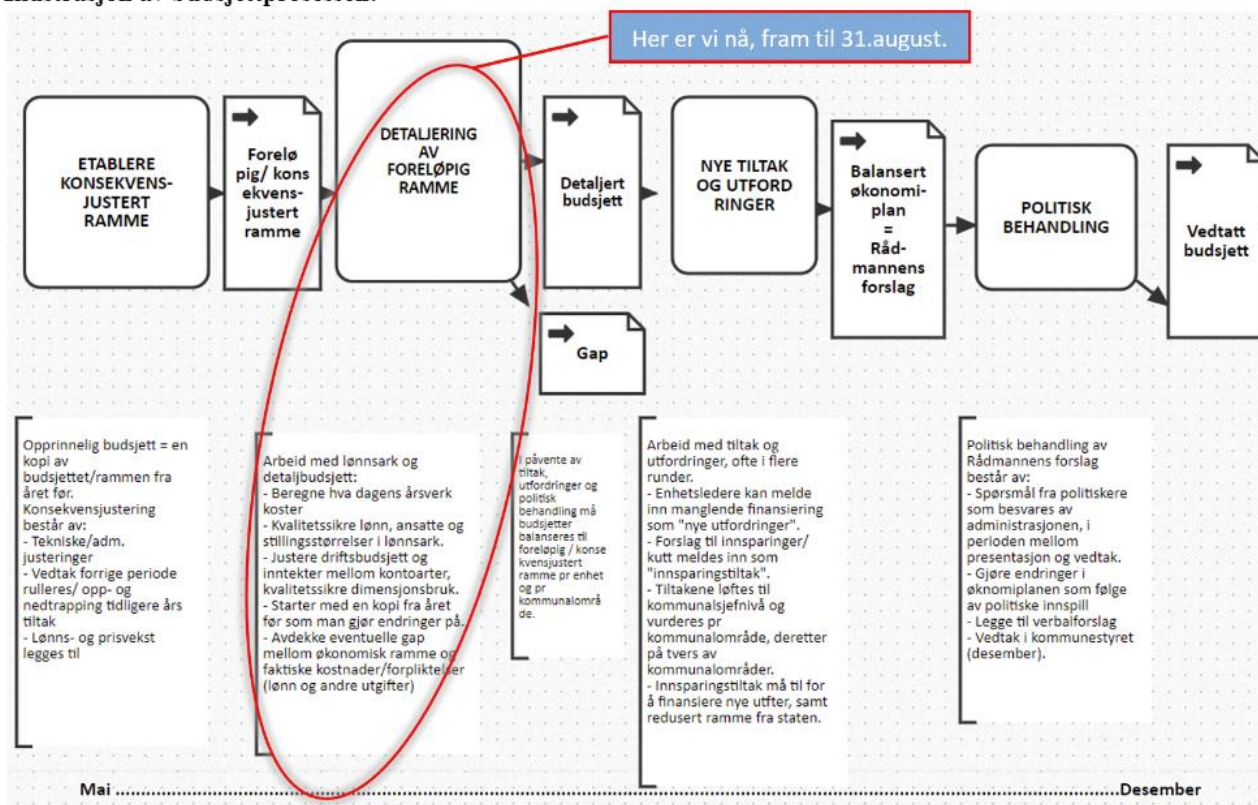 Her er vi nå, fram til 31.august.
ETABLERE
KONSEKVENS-
JUSTERT
RAMME
Forelø
pig/ kons
ekvens-
justert
ramme
DETALJERING
AV
FORELØPIG
RAMME
Detaljert
budsjett
Gap
NYE TILTAK
OG UTFORD
RINGER
Balansert
økonomi-
plan
=
Råd-
mannens
forslag
POLITISK
BEHANDLING
Vedtatt
budsjett
Opprinnelig budsjett = en
kopi av
budsjettet/rammen fra
året før.
Konsekvensjustering
består av:
- Tekniske/adm.
justeringer
- Vedtak forrige periode
rulleres/ opp- og
nedtrapping tidligere års
tiltak
- Lønns- og prisvekst
legges til
Arbeid med lønnsark og
detaljbudsjett:
- Beregne hva dagens årsverk
koster
- Kvalitetssikre lønn, ansatte og
stillingsstørrelser i lønnsark.
- Justere driftsbudsjett og
inntekter mellom kontoarter,
kvalitetssikre dimensjonsbruk.
- Starter med en kopi fra året
før som man gjør endringer på.
- Avdekke eventuelle gap
mellom økonomisk ramme og
faktiske kostnader/forpliktelser
(lønn og andre utgifter)
I påvente av
tiltak,
utfordringer og
politisk
behandling må
budsjetter
balanseres til
foreløpig / konse
kvensjustert
ramme pr enhet
og pr
kommunalområ
de.
Arbeid med tiltak og
utfordringer, ofte i flere
runder.
- Enhetsledere kan melde
inn manglende finansiering
som "nye utfordringer".
- Forslag til innsparinger/
kutt meldes inn som
"innsparingstiltak".
- Tiltakene løftes til
kommunalsjefnivå og
vurderes pr
kommunalområde, deretter
på tvers av
kommunalområder.
- Innsparingstiltak må til for
å finansiere nye utfter, samt
redusert ramme fra staten.
Politisk behandling av
Rådmannens forslag
består av:
- Spørsmål fra politikere
som besvares av
administrasjonen, i
perioden mellom
presentasjon og vedtak.
- Gjøre endringer i
øknomiplanen som følge
av politiske innspill
- Legge til verbalforslag
- Vedtak i kommunestyret
(desember).
Mai ........................................................................Desember